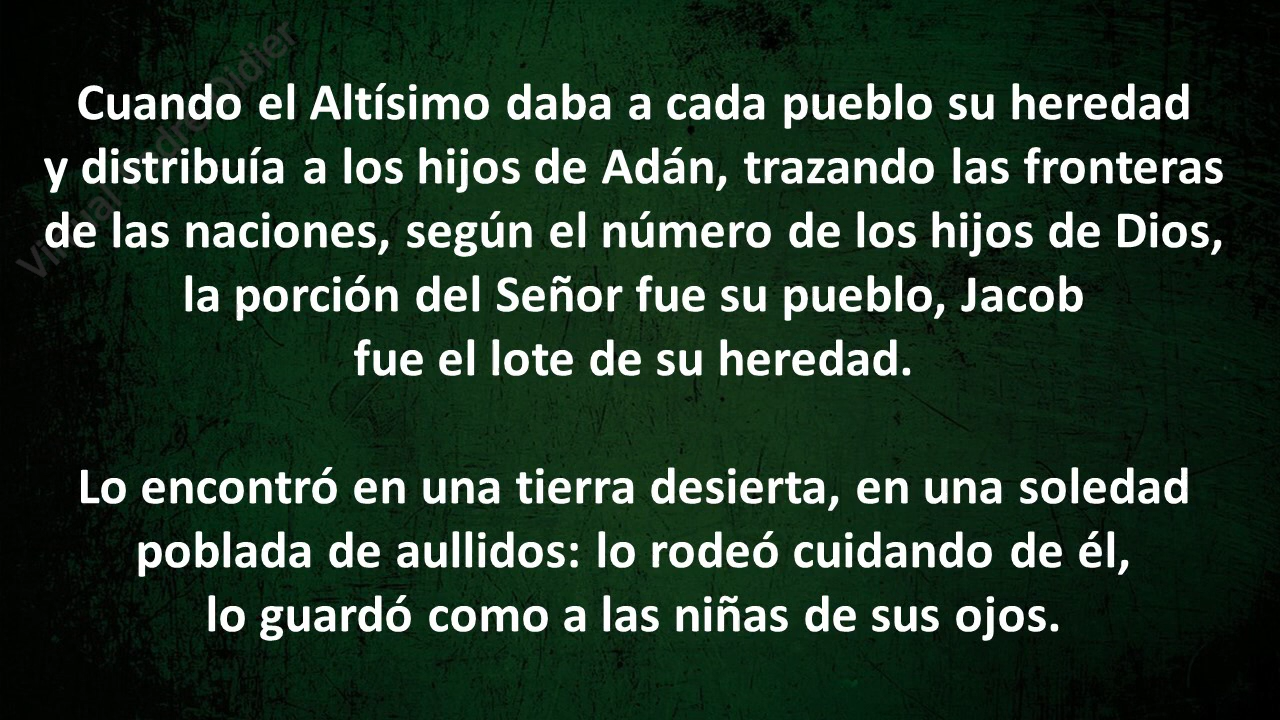 Cuando el Altísimo daba a cada pueblo su heredad
y distribuía a los hijos de Adán, trazando las fronteras
de las naciones, según el número de los hijos de Dios,
la porción del Señor fue su pueblo, Jacob
fue el lote de su heredad.
Lo encontró en una tierra desierta, en una soledad
poblada de aullidos: lo rodeó cuidando de él,
lo guardó como a las niñas de sus ojos.